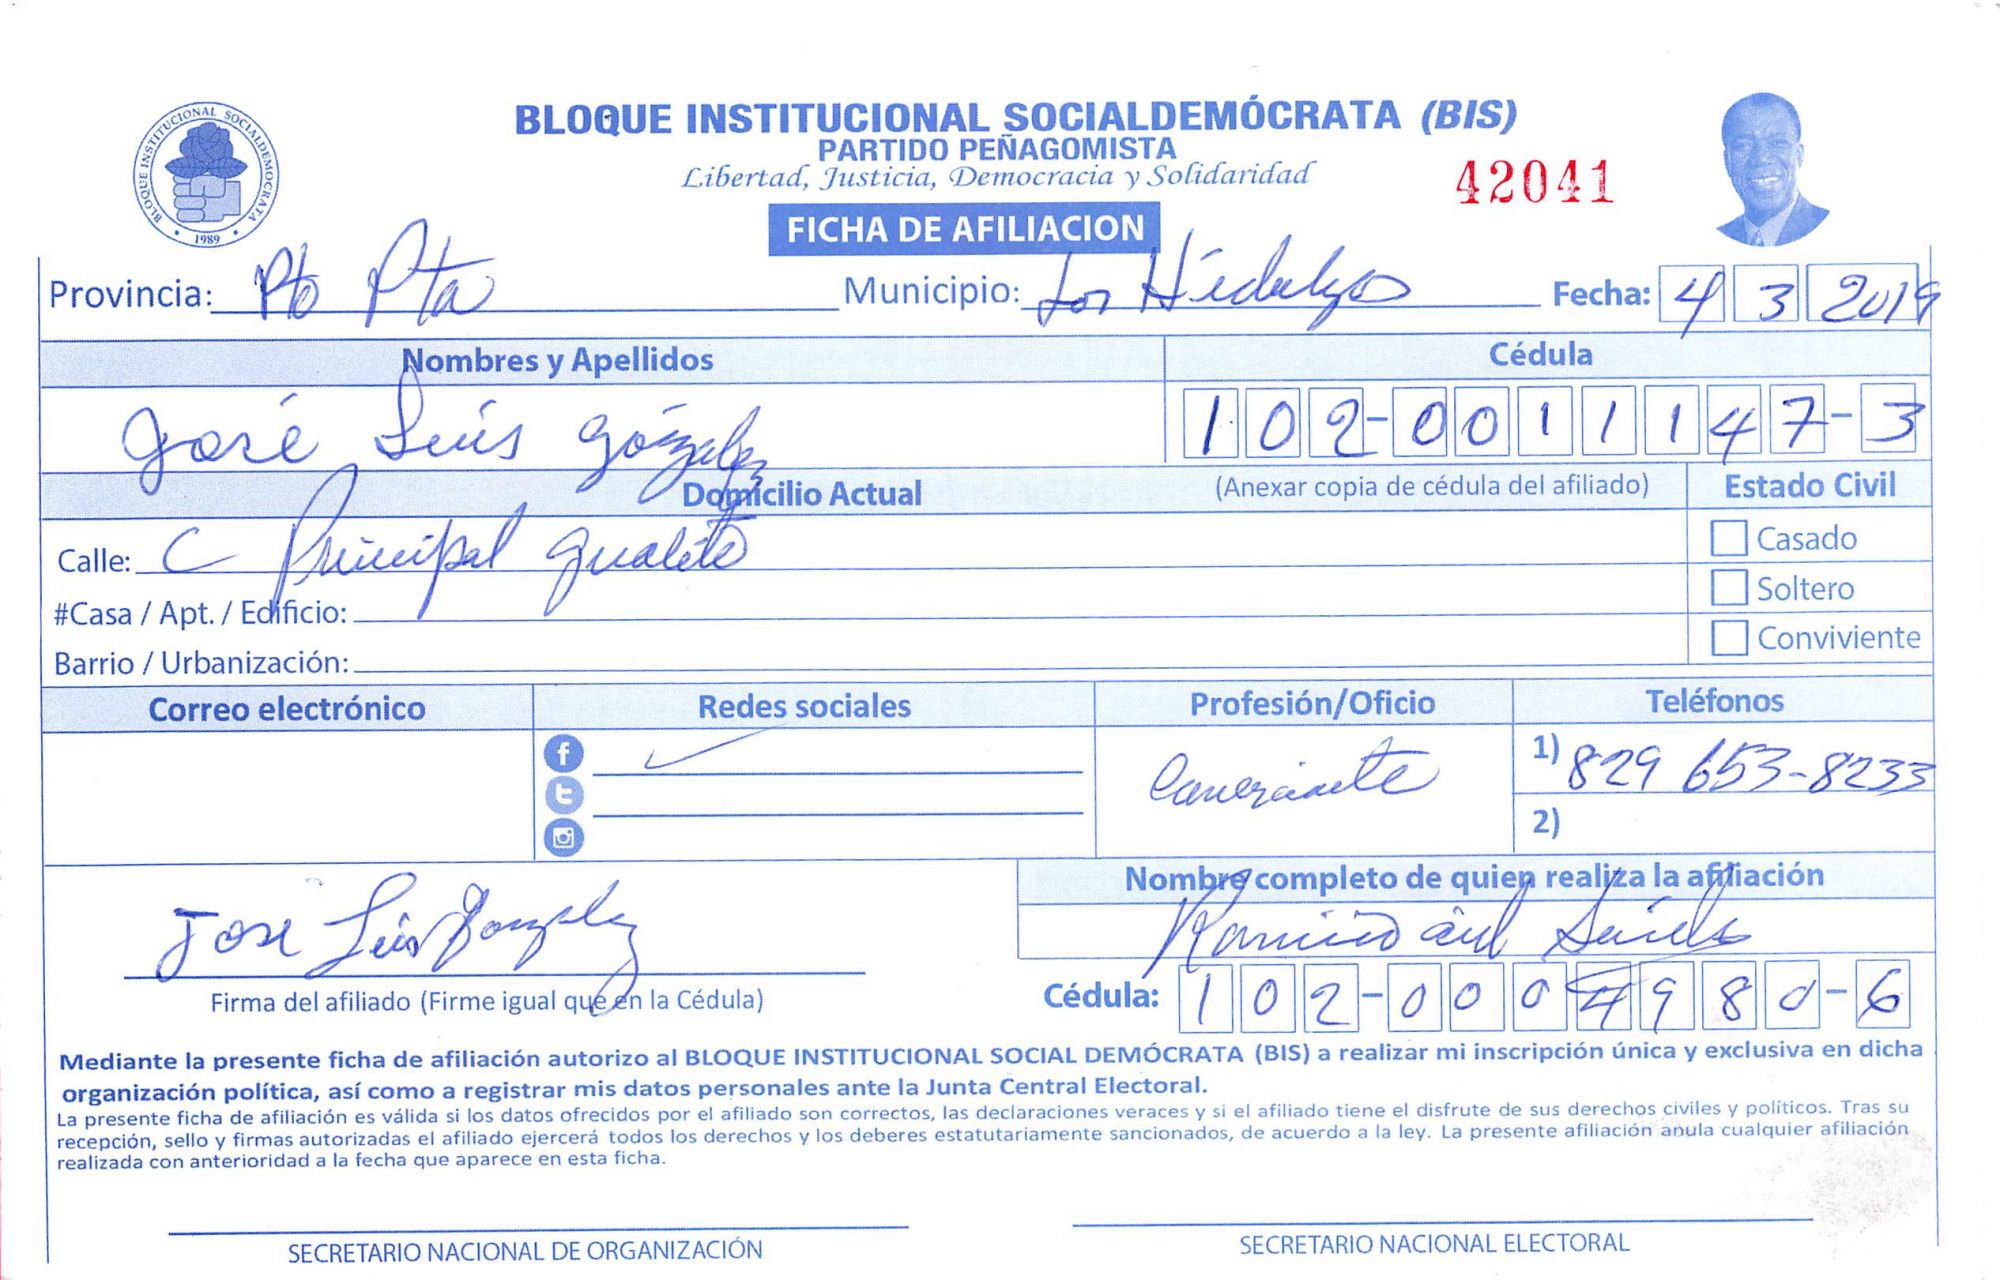 BLOQUE INSTITUCIONAL SOCIALDEMÓCRATA
1989
BLOQUE INSTITUCIONAL SOCIALDEMÓCRATA (BIS)
PARTIDO PEÑAGOMISTA
Libertad, Justicia, Democracia y Solidaridad
42041
FICHA DE AFILIACION
Provincia: Pto Pta Municipio: Los Hidalgo Fecha: 4 3 2019
Nombres y Apellidos Cédula
José Luis González 102-0011147-3
Domicilio Actual (Anexar copia de cédula del afiliado) Estado Civil
Calle: C Principal Gualete Casado
#Casa / Apt. / Edificio: Soltero
Barrio / Urbanización: Conviviente
Correo electrónico Redes sociales Profesión/Oficio Teléfonos
Comerciante 1) 829 653-8233
2)
Nombre completo de quien realiza la afiliación
José Luis González Ramiro
Firma del afiliado (Firme igual que en la Cédula) Cédula: 102-0004980-6
Mediante la presente ficha de afiliación autorizo al BLOQUE INSTITUCIONAL SOCIAL DEMÓCRATA (BIS) a realizar mi inscripción única y exclusiva en dicha
organización política, así como a registrar mis datos personales ante la Junta Central Electoral.
La presente ficha de afiliación es válida si los datos ofrecidos por el afiliado son correctos, las declaraciones veraces y si el afiliado tiene el disfrute de sus derechos civiles y políticos. Tras su
recepción, sello y firmas autorizadas el afiliado ejercerá todos los derechos y los deberes estatutariamente sancionados, de acuerdo a la ley. La presente afiliación anula cualquier afiliación
realizada con anterioridad a la fecha que aparece en esta ficha.
SECRETARIO NACIONAL DE ORGANIZACIÓN SECRETARIO NACIONAL ELECTORAL